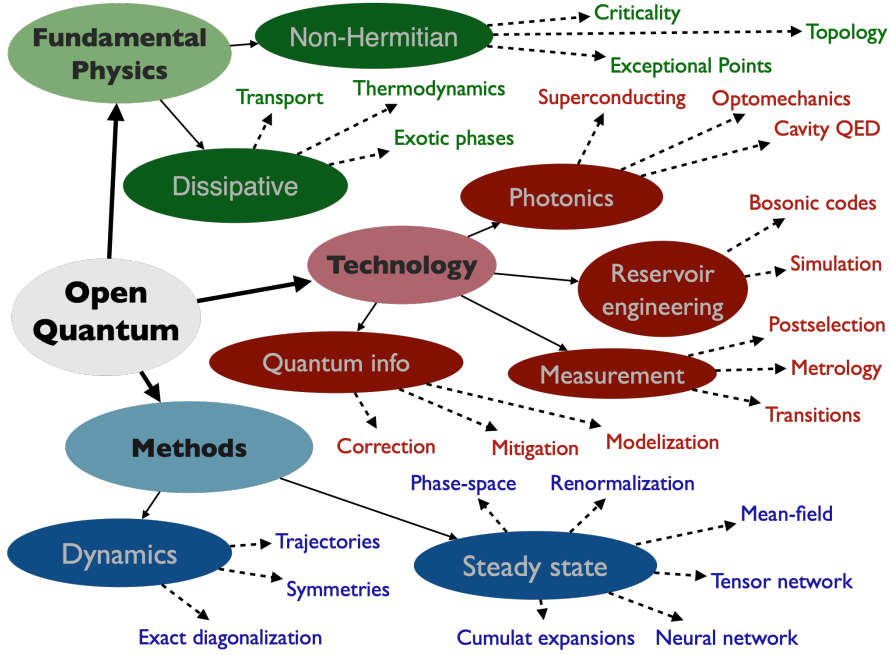 Fundamental
Physics
Non-Hermitian
Criticality
Topology
Exceptional Points
Transport
Thermodynamics
Exotic phases
Dissipative
Superconducting
Optomechanics
Cavity QED
Photonics
Bosonic codes
Technology
Reservoir
engineering
Simulation
Open
Quantum
Quantum info
Measurement
Postselection
Metrology
Transitions
Correction
Mitigation
Modelization
Methods
Phase-space
Renormalization
Mean-field
Dynamics
Trajectories
Symmetries
Exact diagonalization
Steady state
Tensor network
Cumulat expansions
Neural network